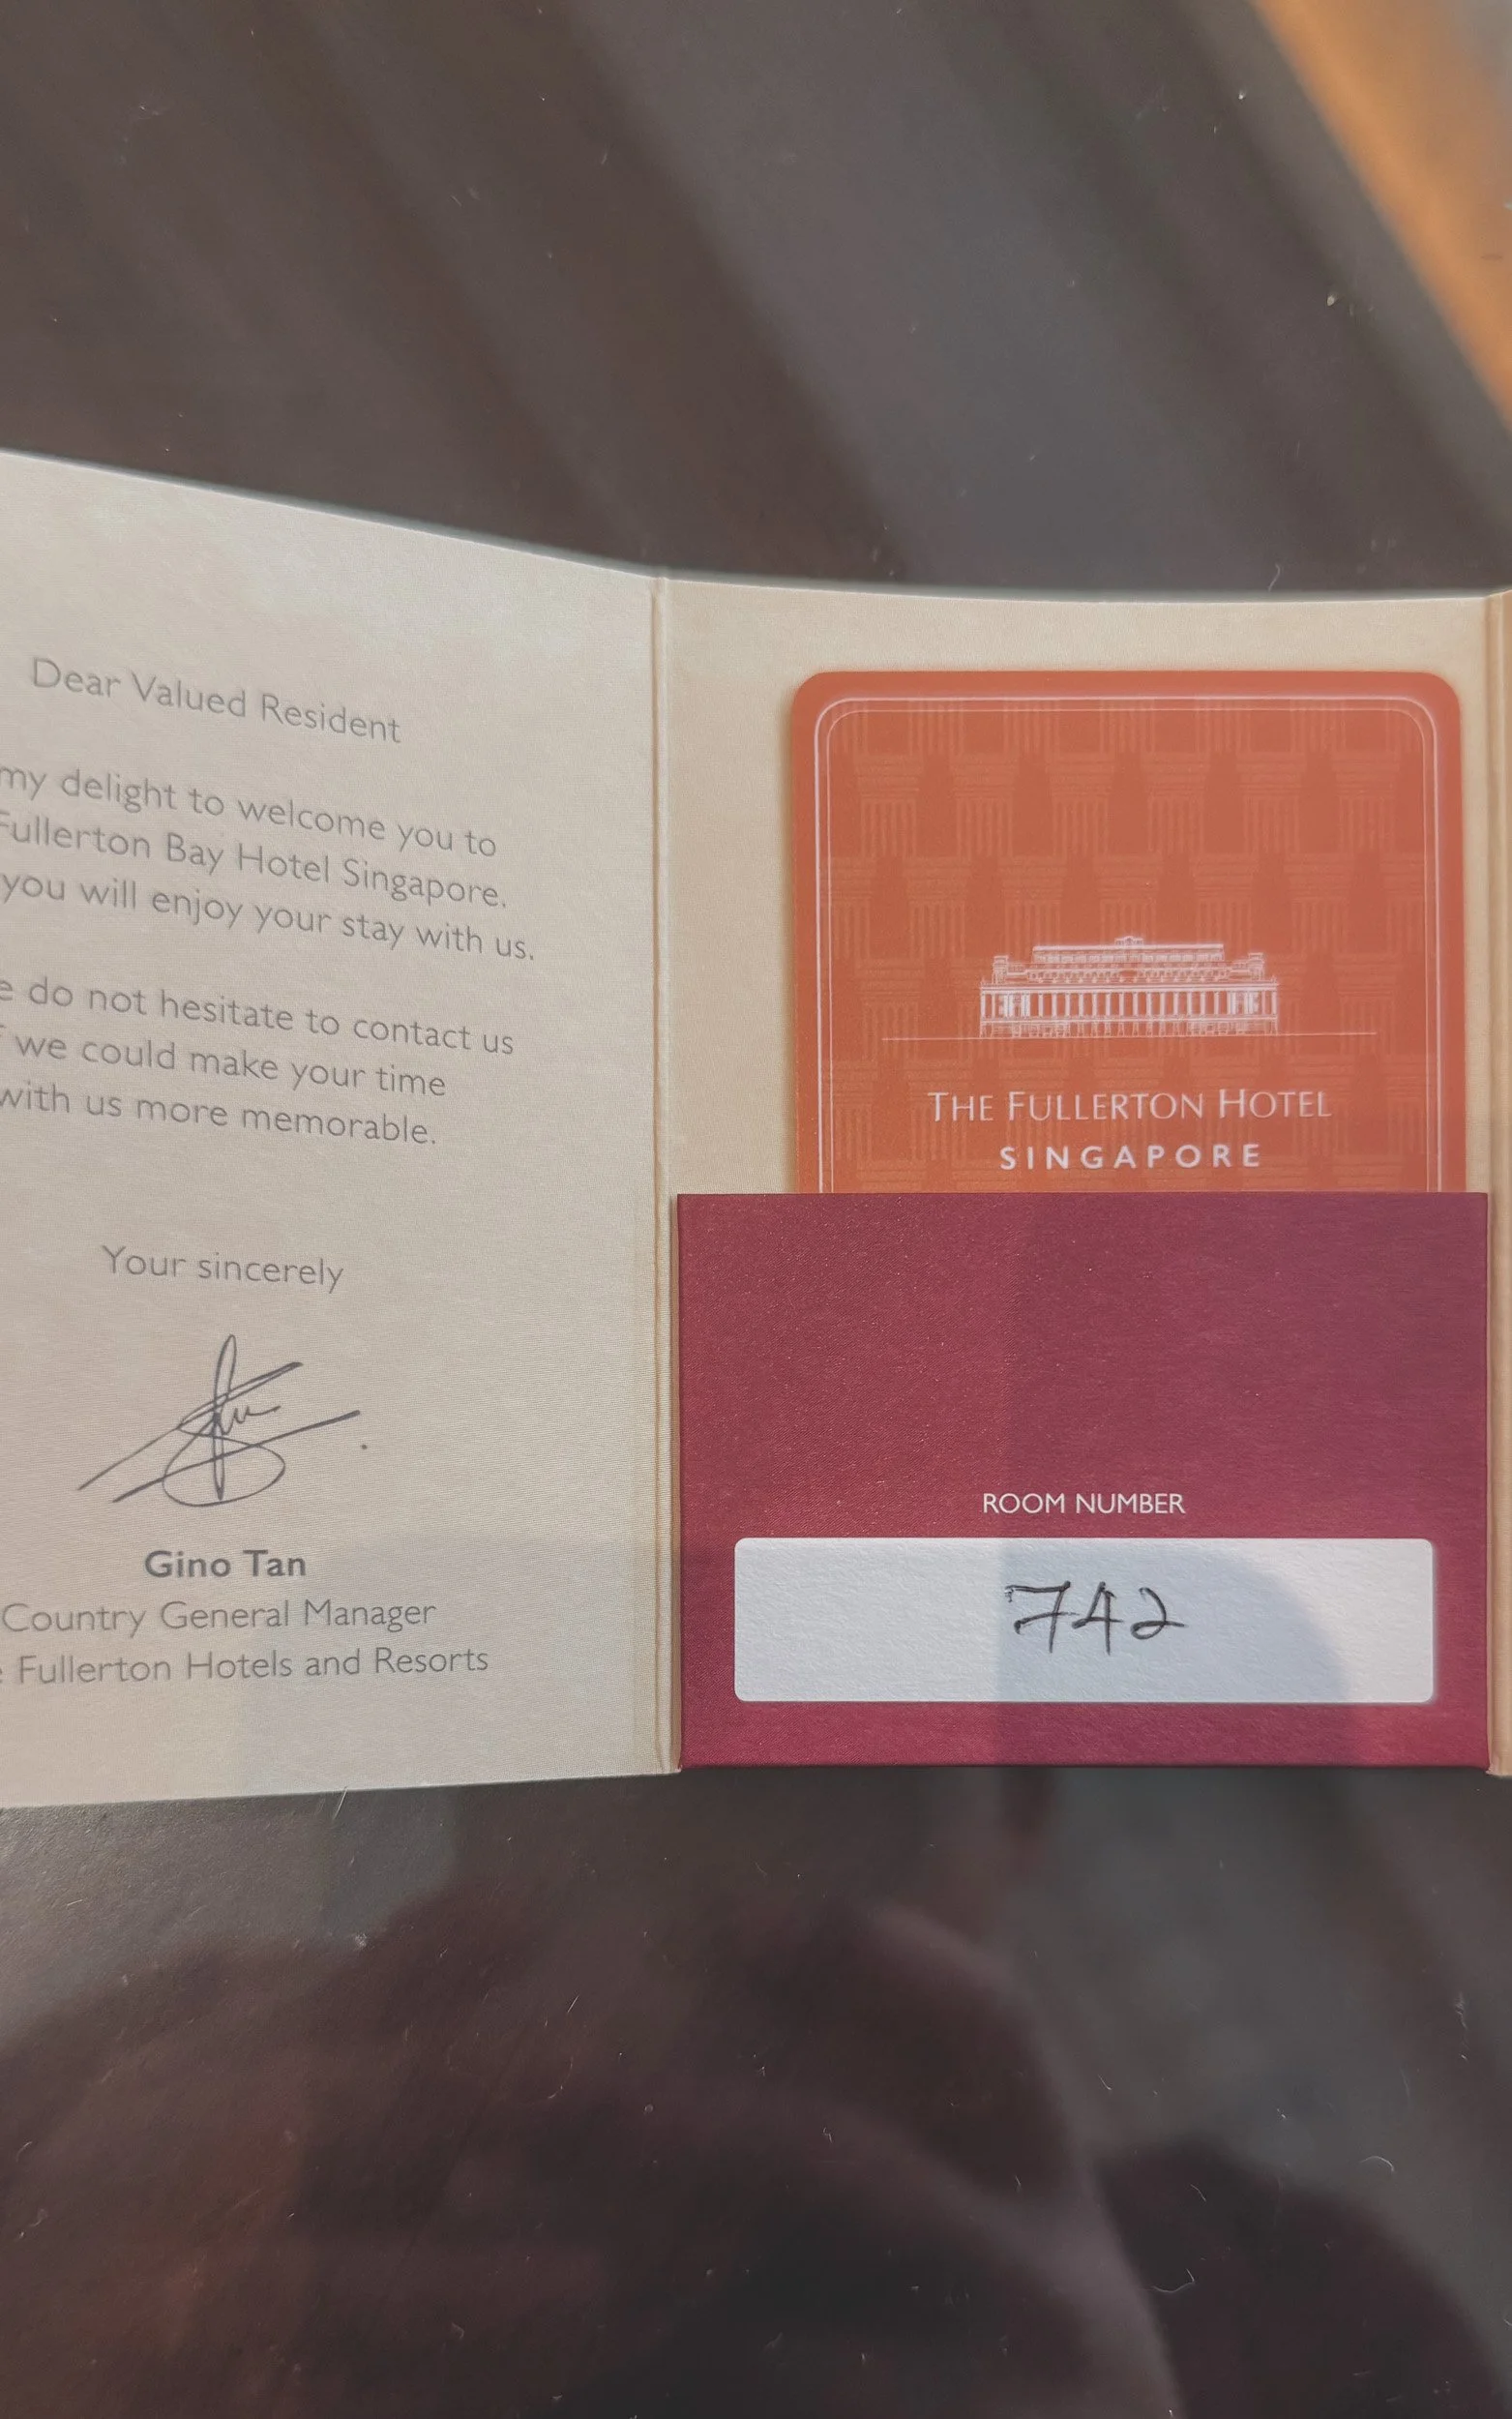 Dear Valued Resident
my delight to welcome you to
Fullerton Bay Hotel Singapore.
you will enjoy your stay with us.
do not hesitate to contact us
we could make your time
with us more memorable.
Your sincerely
Gino Tan
Country General Manager
Fullerton Hotels and Resorts
THE FULLERTON HOTEL
SINGAPORE
ROOM NUMBER
742